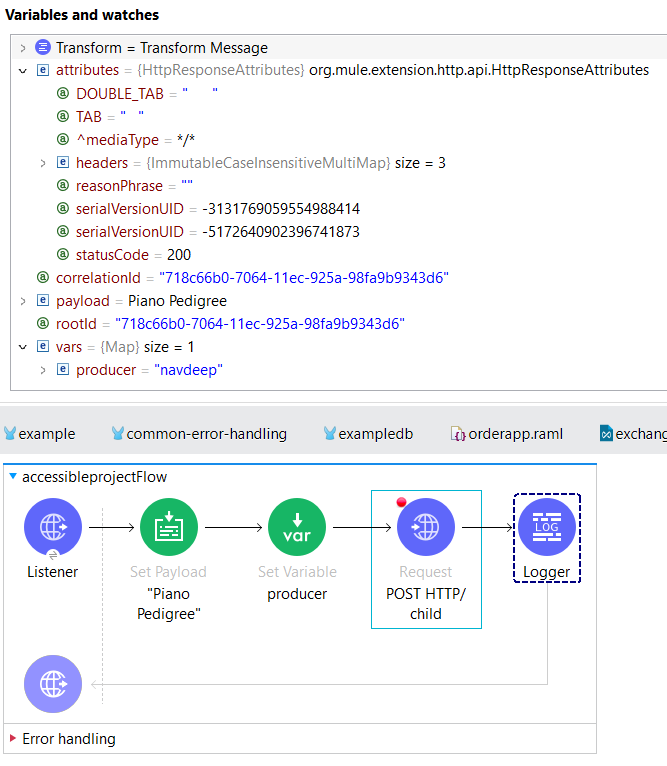 Variables and watches
Transform = Transform Message
attributes = {HttpResponseAttributes} org.mule.extension.http.api.HttpResponseAttributes
DOUBLE_TAB = "        "
TAB = "    "
^mediaType = */*
headers = {ImmutableCaseInsensitiveMultiMap} size = 3
reasonPhrase = ""
serialVersionUID = -3131769059554988414
serialVersionUID = -5172640902396741873
statusCode = 200
correlationId = "718c66b0-7064-11ec-925a-98fa9b9343d6"
payload = Piano Pedigree
rootId = "718c66b0-7064-11ec-925a-98fa9b9343d6"
vars = {Map} size = 1
producer = "navdeep"
example common-error-handling exampledb orderapp.raml exchang
accessibleprojectFlow
var LOG
Listener Set Payload Set Variable Request Logger
"Piano producer POST HTTP/
Pedigree" child
Error handling